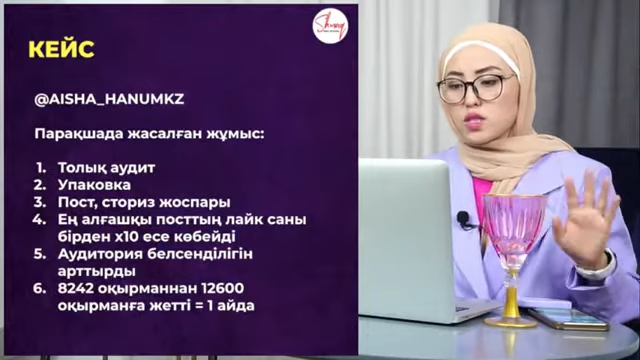 Shusaq
КЕЙС
@AISHA_HANUMKZ
Парақшада жасалған жұмыс:
1. Толық аудит
2. Упаковка
3. Пост, сториз жоспары
4. Ең алғашқы посттың лайк саны
бірден х10 есе көбейді
5. Аудитория белсенділігін
арттырды
6. 8242 оқырманнан 12600
оқырманға жетті = 1 айда